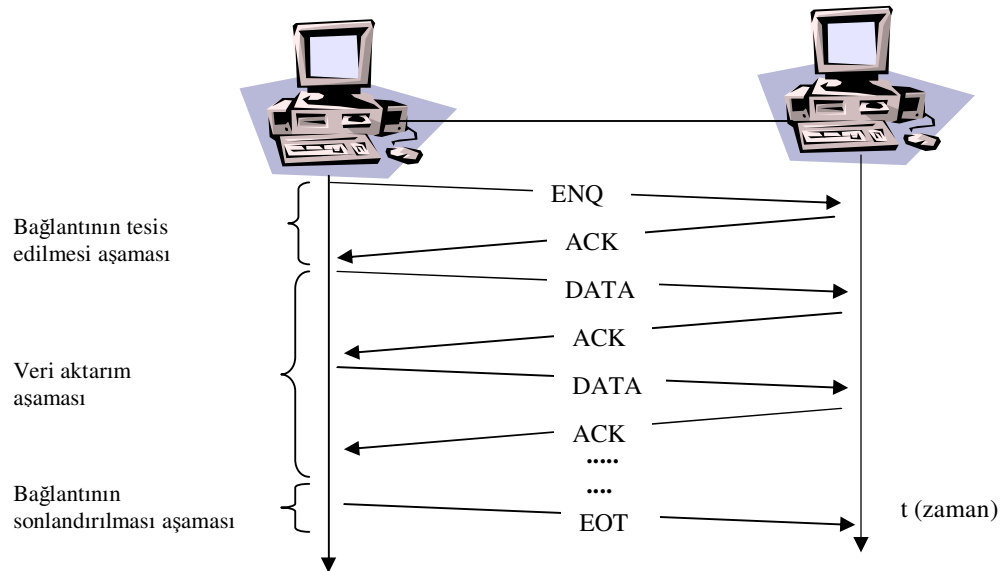 ENQ
Bağlantının tesis
edilmesi aşaması
ACK
DATA
ACK
Veri aktarım
aşaması
DATA
ACK
.....
....
Bağlantının
sonlandırılması aşaması
EOT
t (zaman)